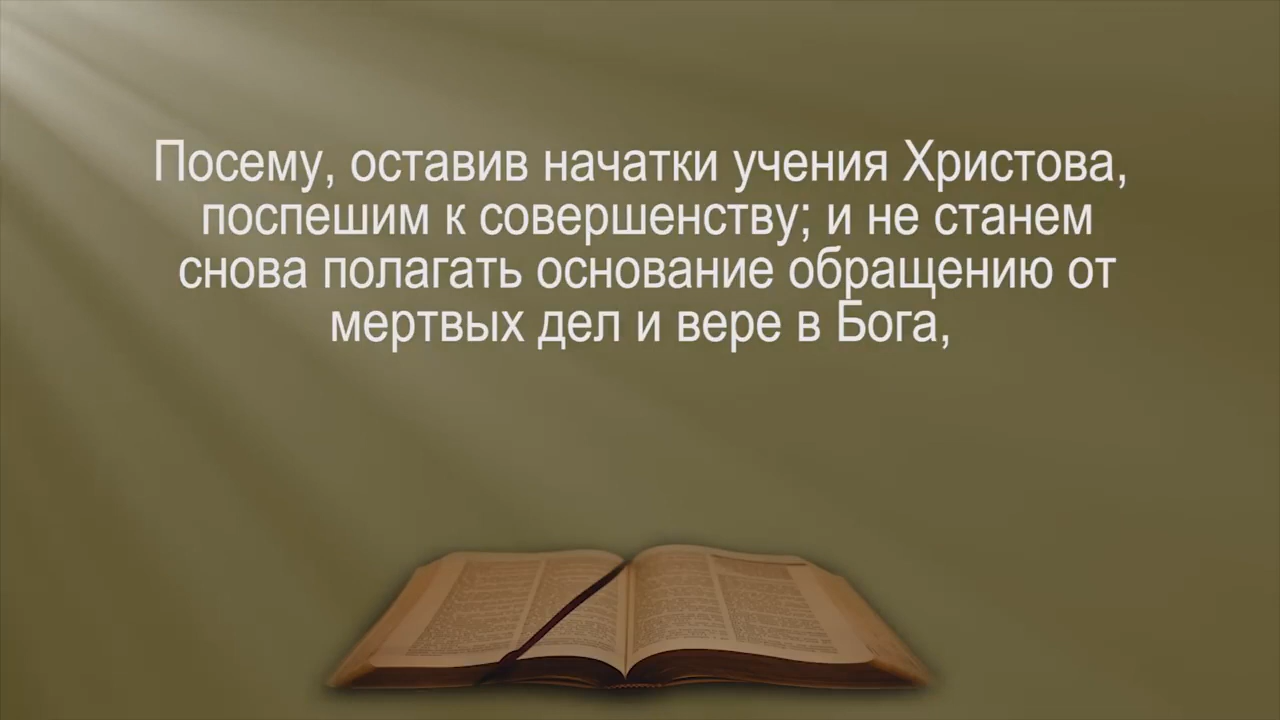 Посему, оставив начатки учения Христова,
поспешим к совершенству; и не станем
снова полагать основание обращению от
мертвых дел и вере в Бога,